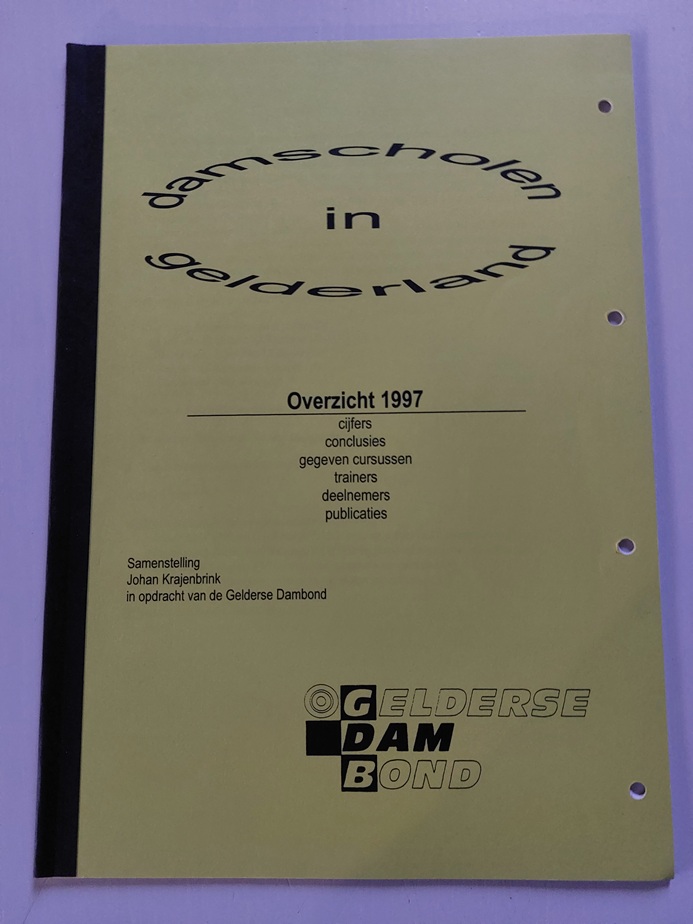 damscholen
in
gelderland
Overzicht 1997
cijfers
conclusies
gegeven cursussen
trainers
deelnemers
publicaties
Samenstelling
Johan Krajenbrink
in opdracht van de Gelderse Dambond
GELDERSE
DAM
BOND